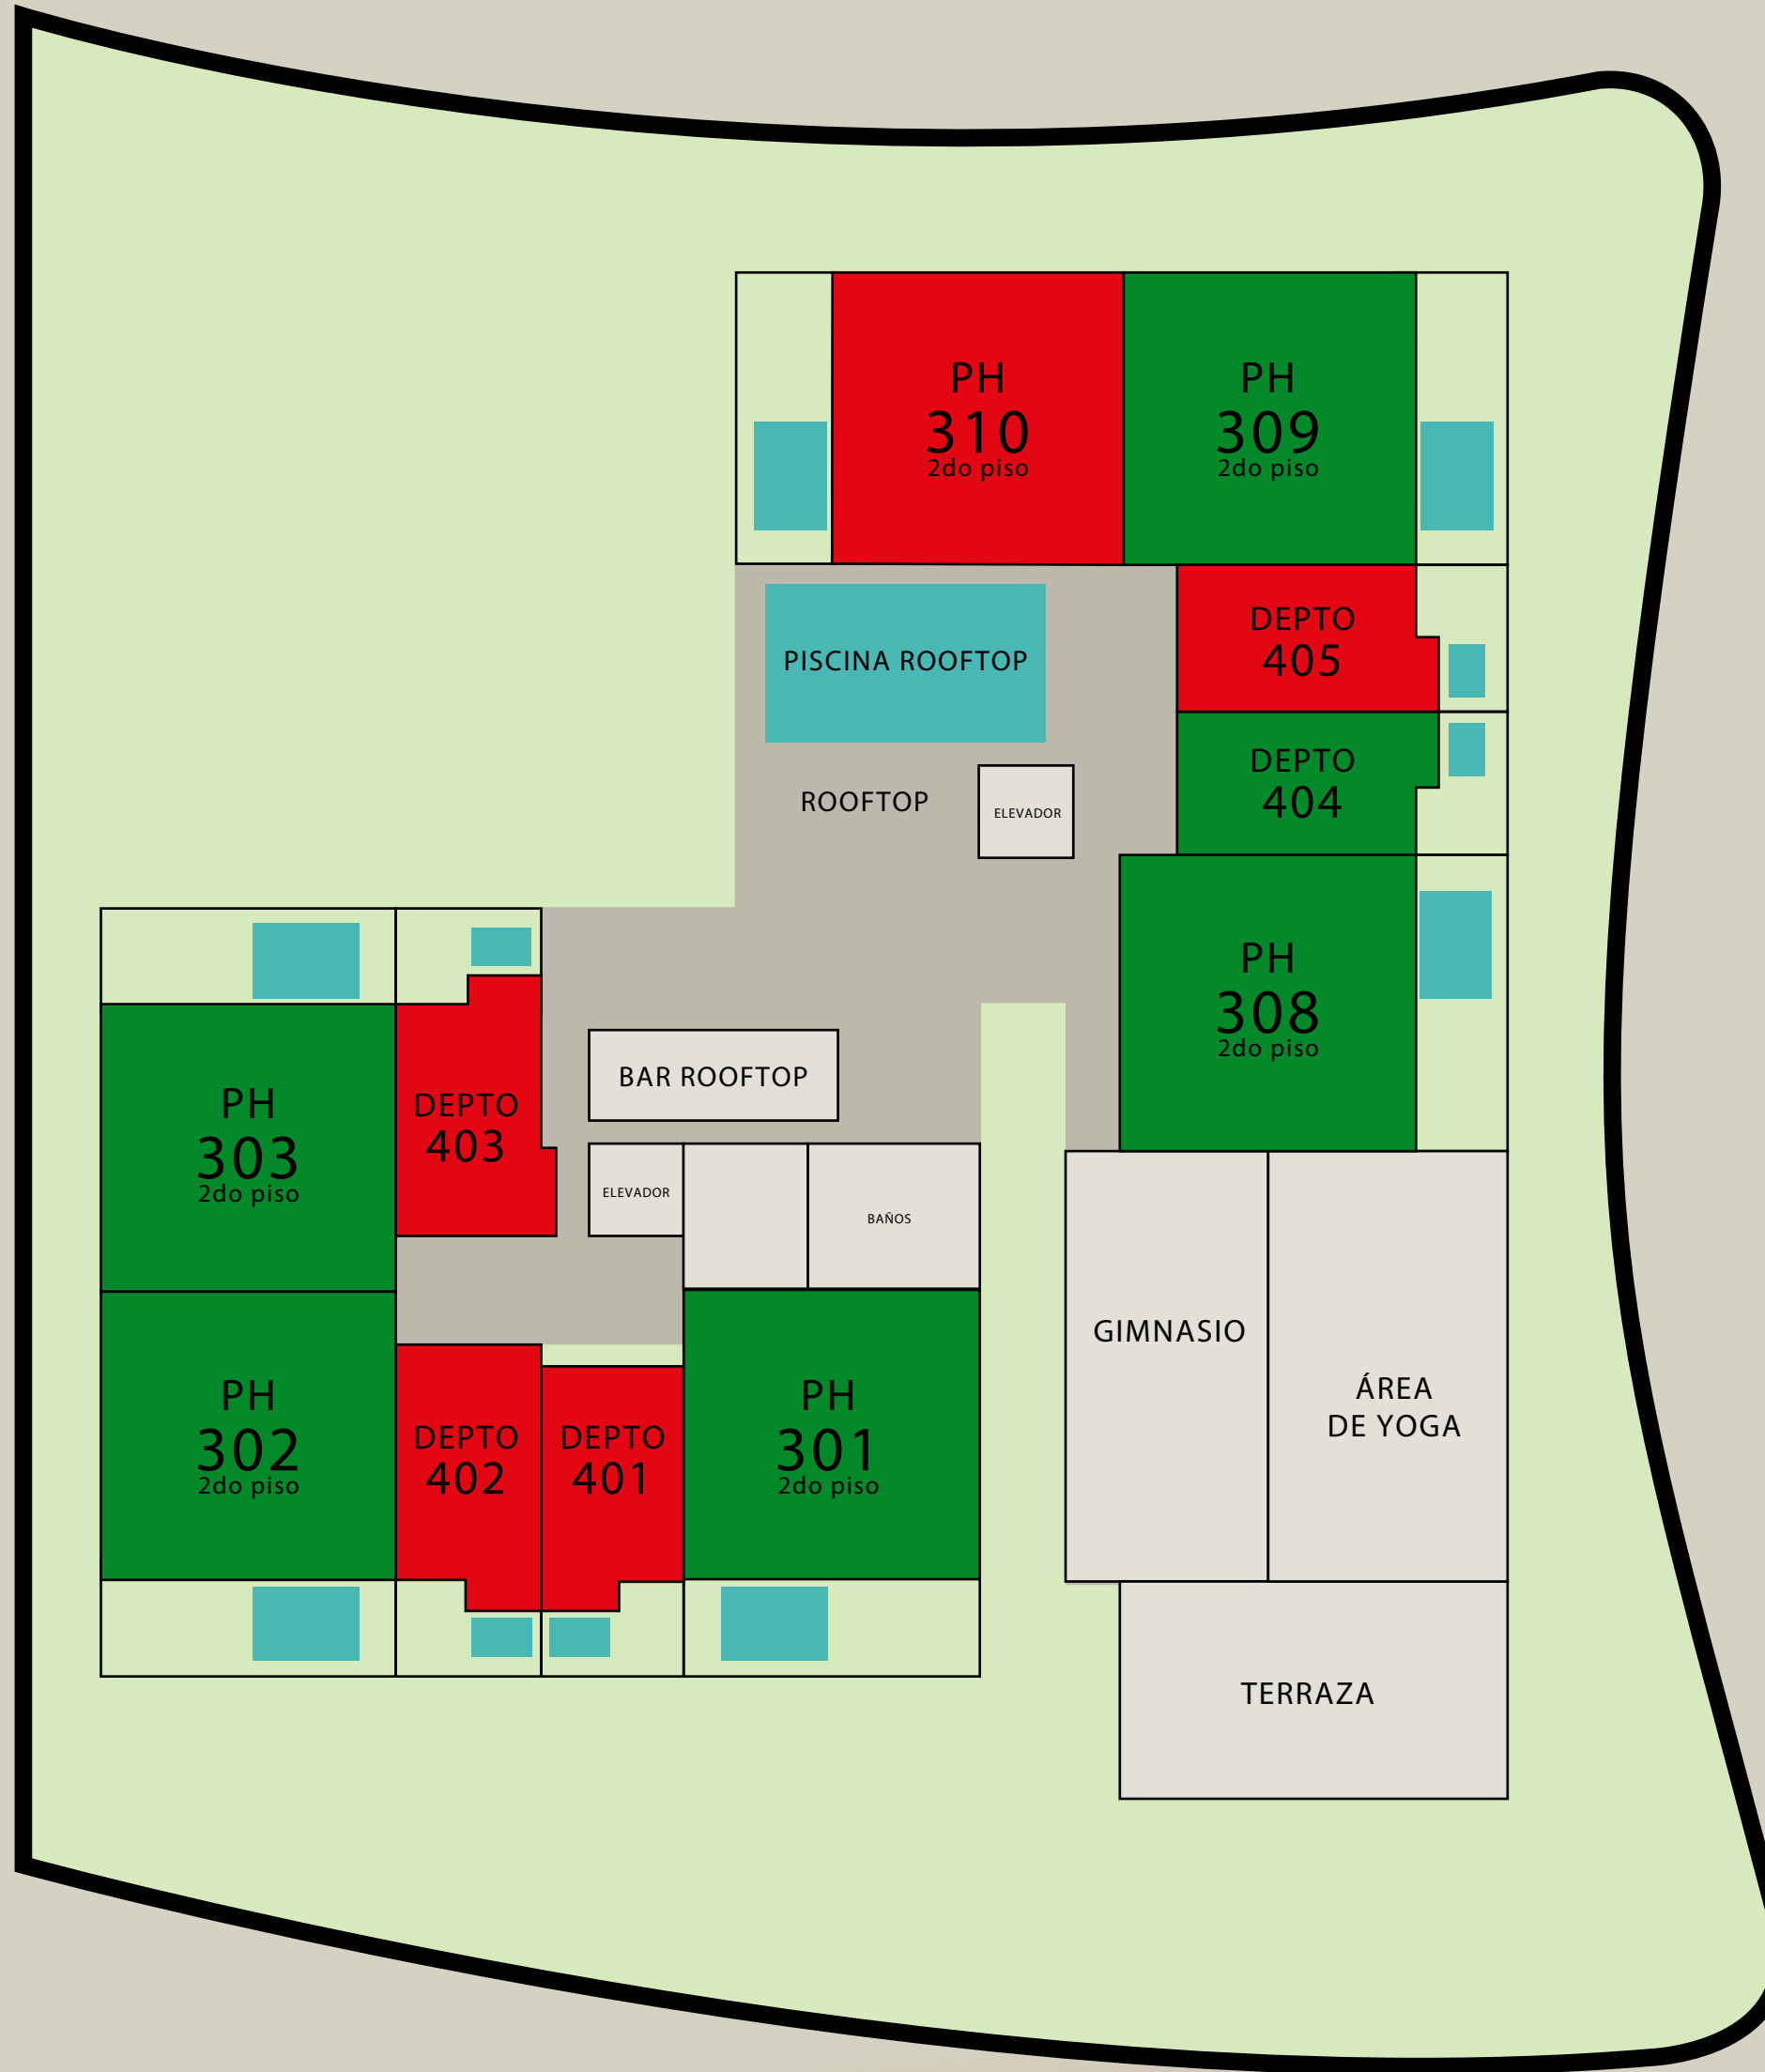 PH
310
2do piso
PH
309
2do piso
PISCINA ROOFTOP
DEPTO
405
ROOFTOP
ELEVADOR
DEPTO
404
PH
308
2do piso
PH
303
2do piso
DEPTO
403
BAR ROOFTOP
ELEVADOR
BAÑOS
PH
302
2do piso
DEPTO
402
DEPTO
401
PH
301
2do piso
GIMNASIO
ÁREA
DE YOGA
TERRAZA